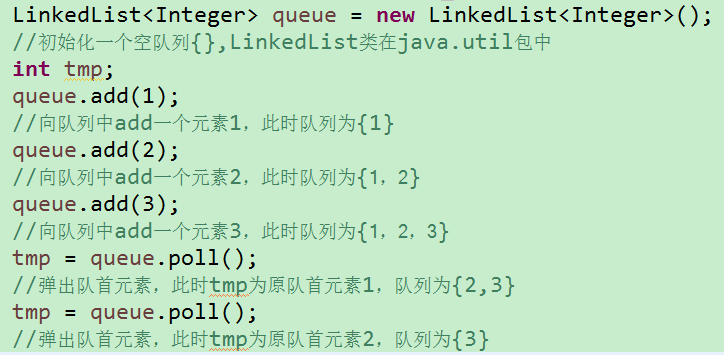 LinkedList<Integer> queue = new LinkedList<Integer>();
//初始化一个空队列{},LinkedList类在java.util包中
int tmp;
queue.add(1);
//向队列中add一个元素1，此时队列为{1}
queue.add(2);
//向队列中add一个元素2，此时队列为{1，2}
queue.add(3);
//向队列中add一个元素3，此时队列为{1，2，3}
tmp = queue.poll();
//弹出队首元素，此时tmp为原队首元素1，队列为{2,3}
tmp = queue.poll();
//弹出队首元素，此时tmp为原队首元素2，队列为{3}